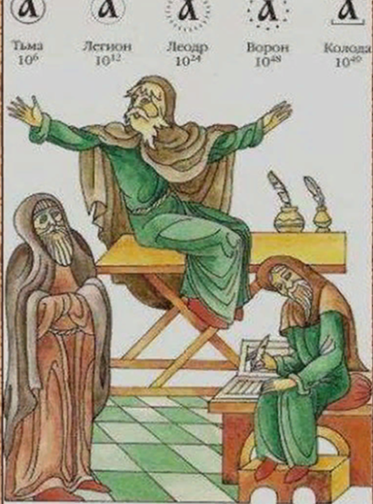 а а а а а
Тьма Легион Леодр Ворон Колода
10⁶ 10¹² 10²⁴ 10⁴⁸ 10⁴⁹